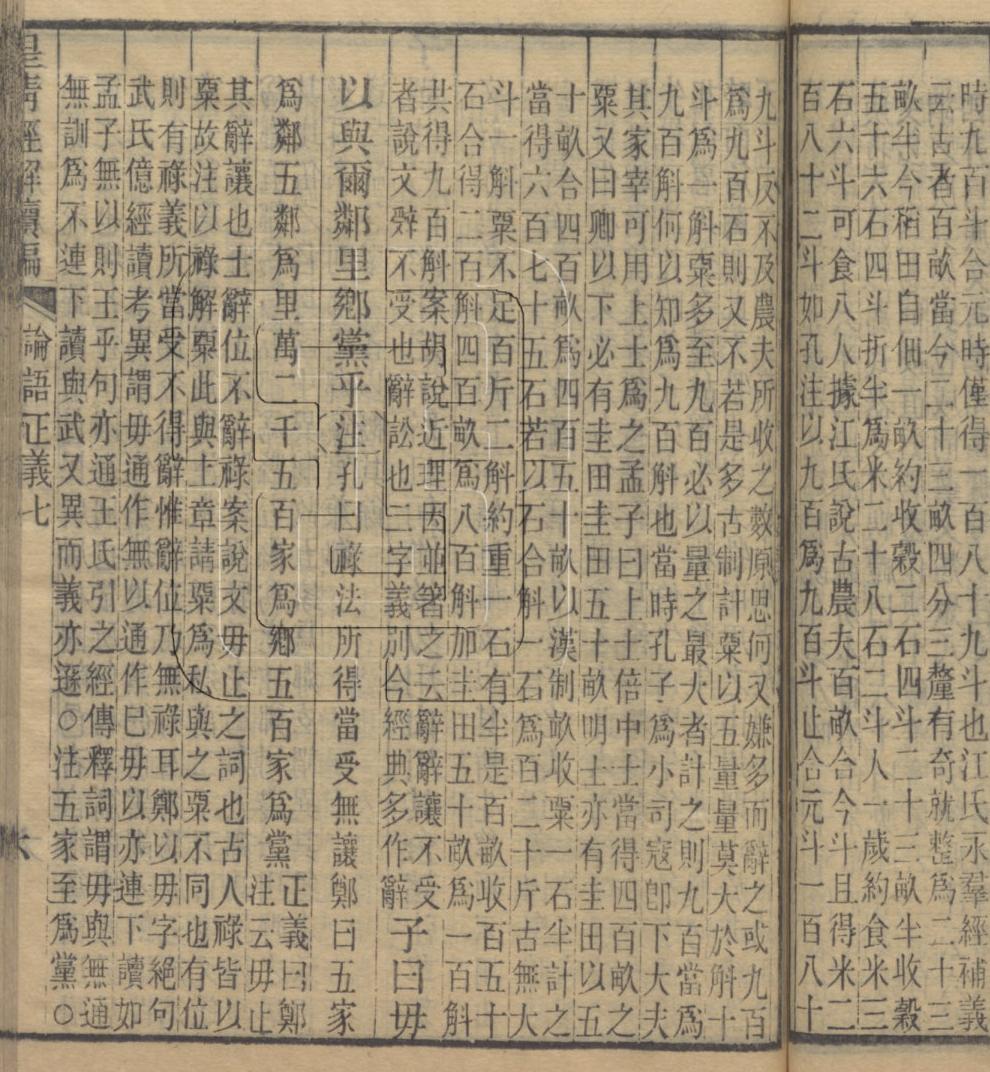 時九百斗合元時僅得一百八十九斗也江氏永羣經補義
云古者百畝當今二十三畝四分三釐有奇就整爲二十三
畝半今稻田自佃一畝約收穀二石四斗二十三畝半收穀
五十六石四斗折半爲米二十八石二斗人一歲約食米三
石六斗可食八人據江氏說古農夫百畝合今斗且得米二
百八十二斗如孔注以九百爲九百斗止合元斗一百八十
九斗反不及農夫所收之數原思何又嫌多而辭之或九百
爲九百石則又不若是多古制計粟以五量量莫大於斛十
斗爲一斛粟多至九百必以量之最大者計之則九百當爲
九百斛何以知爲九百斛也當時孔子爲小司寇卽下大夫
其家宰可用上士爲之孟子曰上士倍中士當得四百畝之
粟又曰卿以下必有圭田圭田五十畝明士亦有圭田以五
十畝合四百畝爲四百五十畝以漢制畝收粟一石半計之
當得六百七十五石若以石合斛一石爲百二十斤古無大
斗一斛粟不足百斤二斛約重一石有半是百畝收百五十
石合得二百斛四百畝爲八百斛加圭田五十畝爲一百斛
共得九百斛案胡說近理因並箸之云辭辭讓不受
者說文辤不受也辭訟也二字義別今經典多作辭
子曰毋
以與爾鄰里鄉黨乎注孔曰祿法所得當受無讓鄭曰五家
爲鄰五鄰爲里萬二千五百家爲鄉五百家爲黨
正義曰鄭
注云毋止
其辭讓也士辭位不辭祿案說文毋止之詞也古人祿皆以
粟故注以祿解粟此與上章請粟爲私與之粟不同也有位
則有祿義所當受不得辭惟辭位乃無祿耳鄭以毋字絕句
武氏億經讀考異謂毋通作無以通作巳毋以亦連下讀如
孟子無以則王乎句亦通王氏引之經傳釋詞謂毋與無通
無訓爲不連下讀與武又異而義亦遜○注五家至爲黨○
皇清經解續編 論語正義七 六